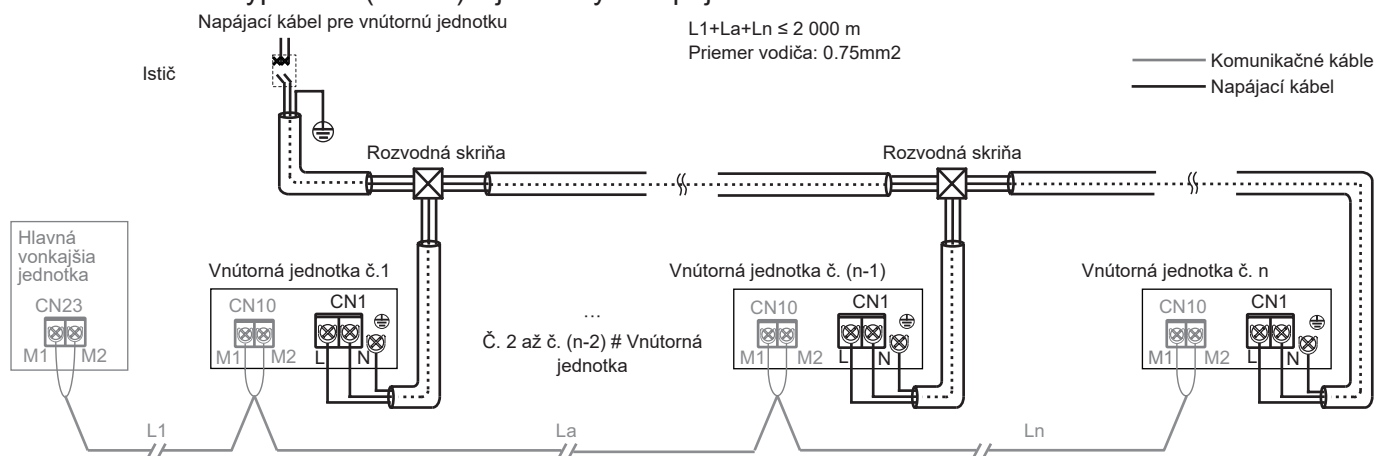 Napájací kábel pre vnútornú jednotku
L1+La+Ln ≤ 2 000 m
Priemer vodiča: 0.75mm2
Istič
Komunikačné káble
Napájací kábel
Rozvodná skriňa
Rozvodná skriňa
Hlavná
vonkajšia
jednotka
CN23
M1 M2
Vnútorná jednotka č.1
CN10 CN1
M1 M2 L N
...
Č. 2 až č. (n-2) # Vnútorná
jednotka
Vnútorná jednotka č. (n-1)
CN10 CN1
M1 M2 L N
Vnútorná jednotka č. n
CN10 CN1
M1 M2 L N
L1
La
Ln